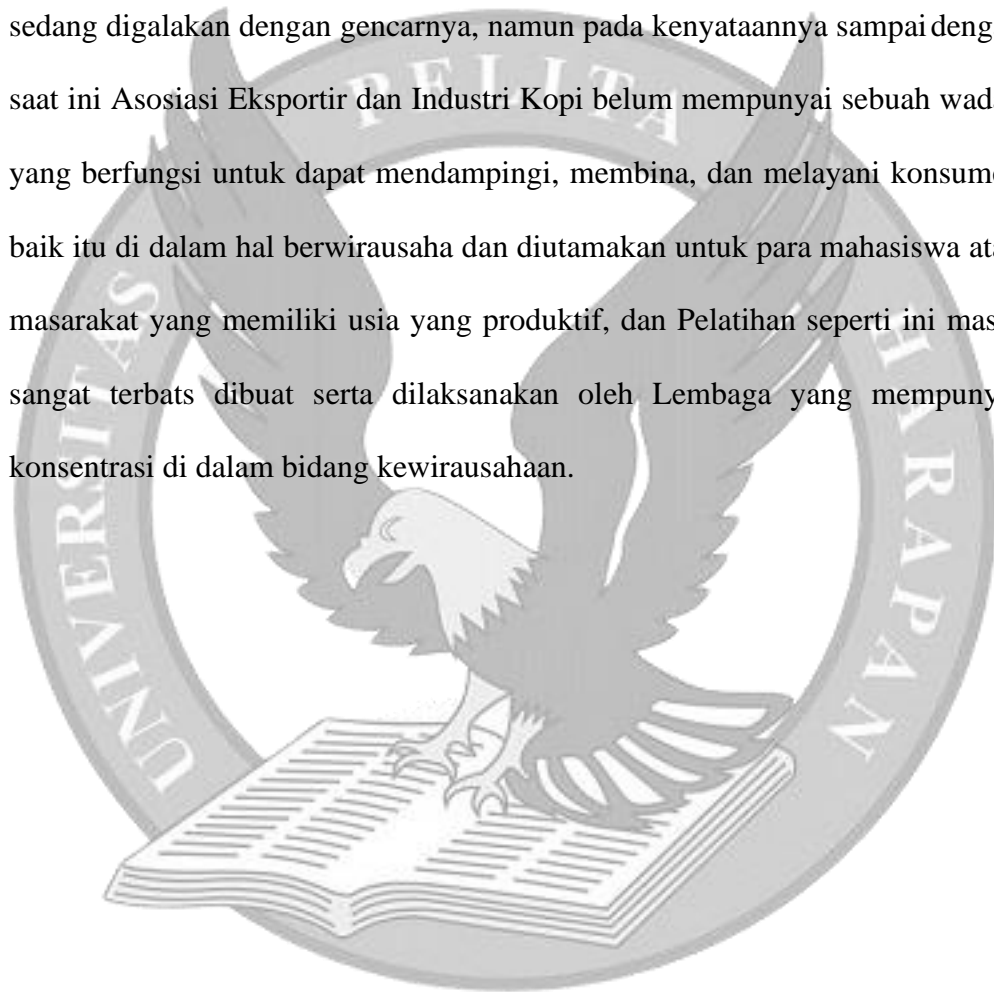 sedang digalakan dengan gencarnya, namun pada kenyataannya sampai deng
saat ini Asosiasi Eksportir dan Industri Kopi belum mempunyai sebuah wad
yang berfungsi untuk dapat mendampingi, membina, dan melayani konsum
baik itu di dalam hal berwirausaha dan diutamakan untuk para mahasiswa at
masarakat yang memiliki usia yang produktif, dan Pelatihan seperti ini mas
sangat terbats dibuat serta dilaksanakan oleh Lembaga yang mempuny
konsentrasi di dalam bidang kewirausahaan.
UNIVERSITAS PELITA HARAPAN